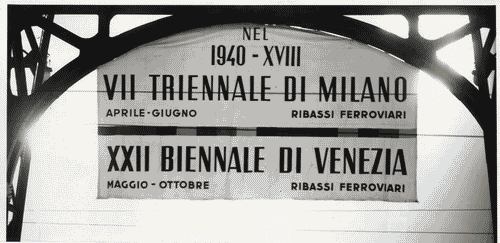 NEL
1940 - XVIII
VII TRIENNALE DI MILANO
APRILE - GIUGNO RIBASSI FERROVIARI
XXII BIENNALE DI VENEZIA
MAGGIO - OTTOBRE RIBASSI FERROVIARI